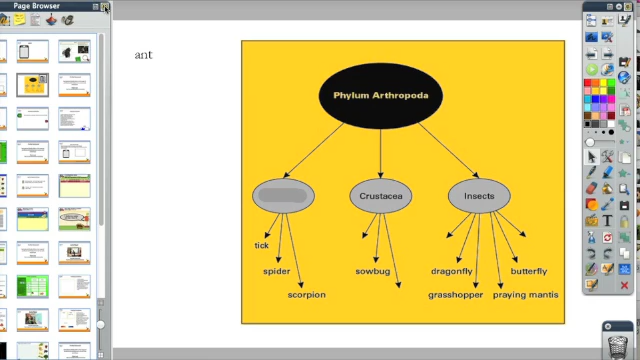 Page Browser
ant
Phylum Arthropoda
Crustacea
Insects
tick
spider
scorpion
sowbug
dragonfly
butterfly
grasshopper
praying mantis